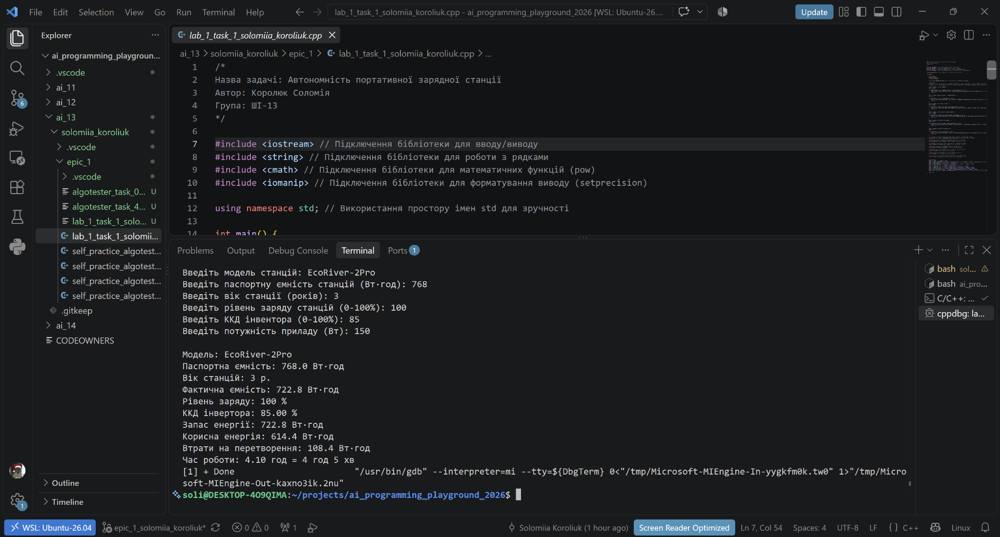 File Edit Selection View Go Run Terminal Help
lab_1_task_1_solomiia_koroliuk.cpp - ai_programming_playground_2026 [WSL: Ubuntu-26....
Update
Explorer
ai_programming_playgroun...
.vscode
ai_11
ai_12
ai_13
solomiia_koroliuk
.vscode
epic_1
.vscode
algotester_task_0... U
algotester_task_4... U
lab_1_task_1_solo... U
lab_1_task_1_solomii...
self_practice_algotest...
self_practice_algotest...
self_practice_algotest...
self_practice_algotest...
.gitkeep
ai_14
CODEOWNERS
Outline
Timeline
6
1
lab_1_task_1_solomiia_koroliuk.cpp
ai_13 > solomiia_koroliuk > epic_1 > lab_1_task_1_solomiia_koroliuk.cpp > ...
1 /*
2 Назва задачі: Автономність портативної зарядної станції
3 Автор: Королюк Соломія
4 Група: ШІ-13
5 */
6
7 #include <iostream> // Підключення бібліотеки для вводу/виводу
8 #include <string> // Підключення бібліотеки для роботи з рядками
9 #include <cmath> // Підключення бібліотеки для математичних функцій (pow)
10 #include <iomanip> // Підключення бібліотеки для форматування виводу (setprecision)
11
12 using namespace std; // Використання простору імен std для зручності
13
14 int main() {
Problems Output Debug Console Terminal Ports 1
Введіть модель станцій: EcoRiver-2Pro
Введіть паспортну ємність станцій (Вт·год): 768
Введіть вік станції (років): 3
Введіть рівень заряду станцій (0-100%): 100
Введіть ККД інвентора (0-100%): 85
Введіть потужність приладу (Вт): 150
Модель: EcoRiver-2Pro
Паспортна ємність: 768.0 Вт·год
Вік станцій: 3 р.
Фактична ємність: 722.8 Вт·год
Рівень заряду: 100 %
ККД інвертора: 85.00 %
Запас енергії: 722.8 Вт·год
Корисна енергія: 614.4 Вт·год
Втрати на перетворення: 108.4 Вт·год
Час роботи: 4.10 год = 4 год 5 хв
[1] + Done "/usr/bin/gdb" --interpreter=mi --tty=${DbgTerm} 0<"/tmp/Microsoft-MIEngine-In-yygkfm0k.tw0" 1>"/tmp/Micro
soft-MIEngine-Out-kaxno3ik.2nu"
soli@DESKTOP-4O9QIMA:~/projects/ai_programming_playground_2026$
bash sol...
bash ai_pro...
C/C++: ...
cppdbg: la...
WSL: Ubuntu-26.04 epic_1_solomiia_koroliuk* 0 0 1 Solomiia Koroliuk (1 hour ago) Screen Reader Optimized Ln 7, Col 54 Spaces: 4 UTF-8 LF {} C++ Linux